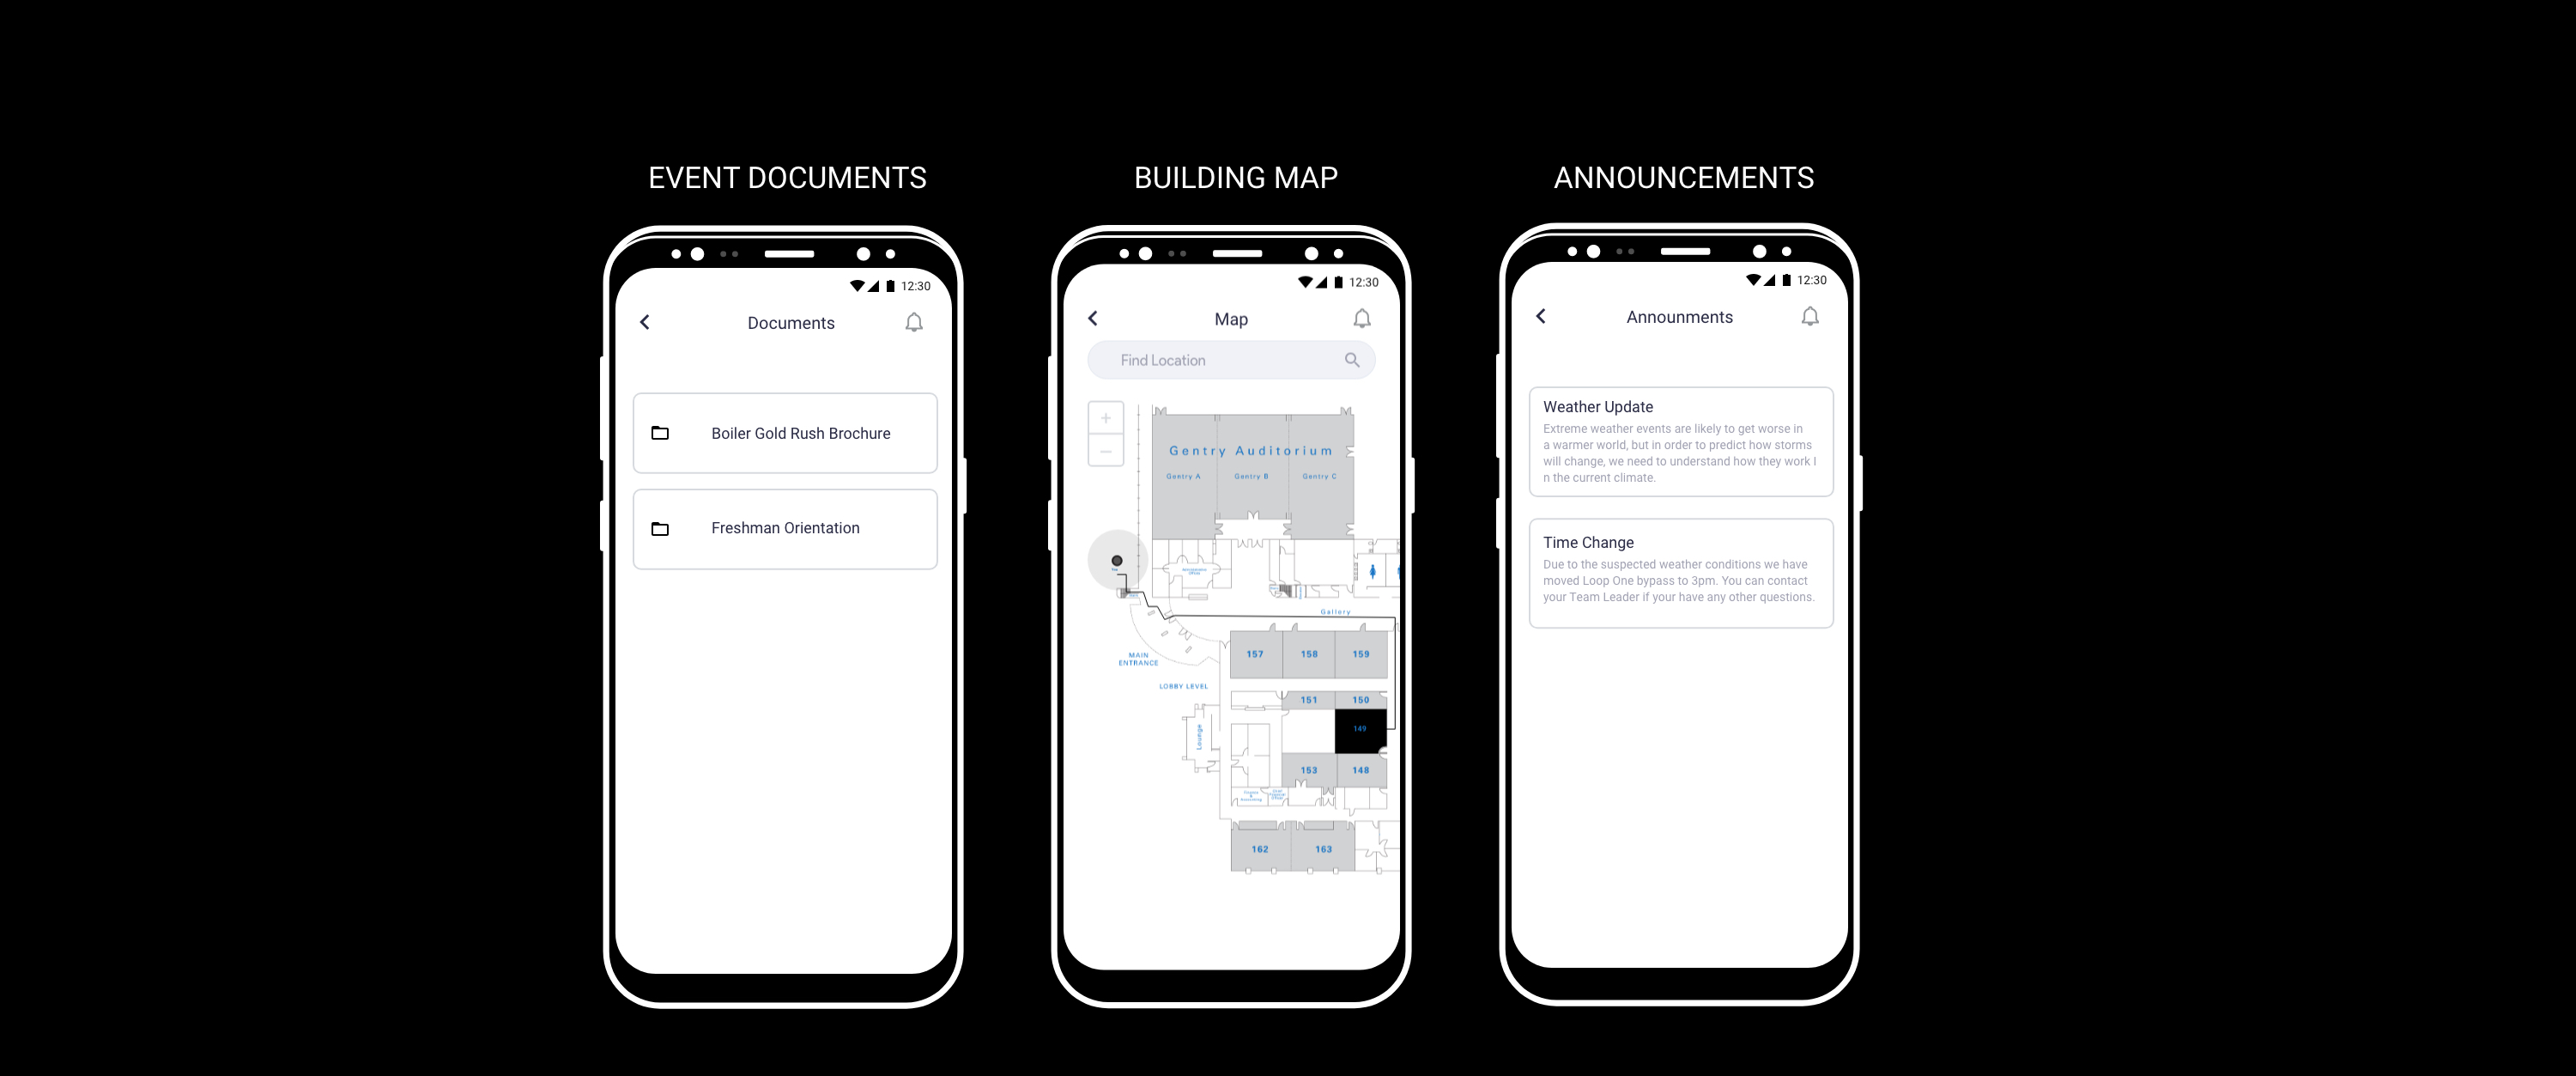 EVENT DOCUMENTS
12:30
Documents
Boiler Gold Rush Brochure
Freshman Orientation
BUILDING MAP
12:30
Map
Find Location
+
−
Gentry Auditorium
Gentry A
Gentry B
Gentry C
Gallery
MAIN
ENTRANCE
LOBBY LEVEL
Lounge
157
158
159
151
150
149
153
148
162
163
ANNOUNCEMENTS
12:30
Announments
Weather Update
Extreme weather events are likely to get worse in
a warmer world, but in order to predict how storms
will change, we need to understand how they work I
n the current climate.
Time Change
Due to the suspected weather conditions we have
moved Loop One bypass to 3pm. You can contact
your Team Leader if your have any other questions.